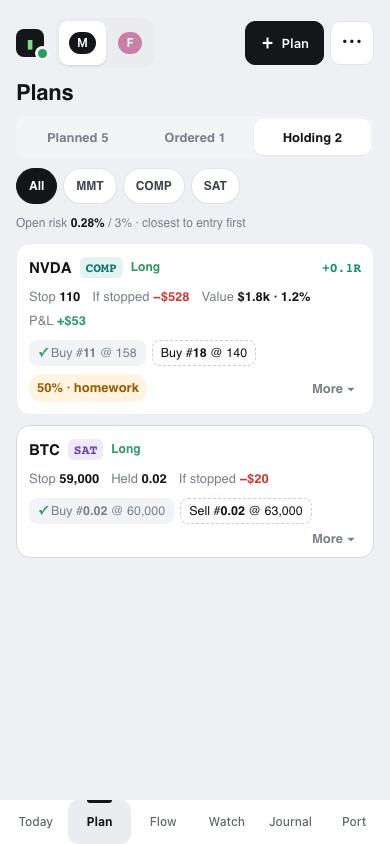 M F + Plan ···
Plans
Planned 5 Ordered 1 Holding 2
All MMT COMP SAT
Open risk 0.28% / 3% · closest to entry first
NVDA COMP Long +0.1R
Stop 110 If stopped −$528 Value $1.8k · 1.2%
P&L +$53
✓Buy #11 @ 158 Buy #18 @ 140
50% · homework More
BTC SAT Long
Stop 59,000 Held 0.02 If stopped −$20
✓Buy #0.02 @ 60,000 Sell #0.02 @ 63,000
More
Today Plan Flow Watch Journal Port